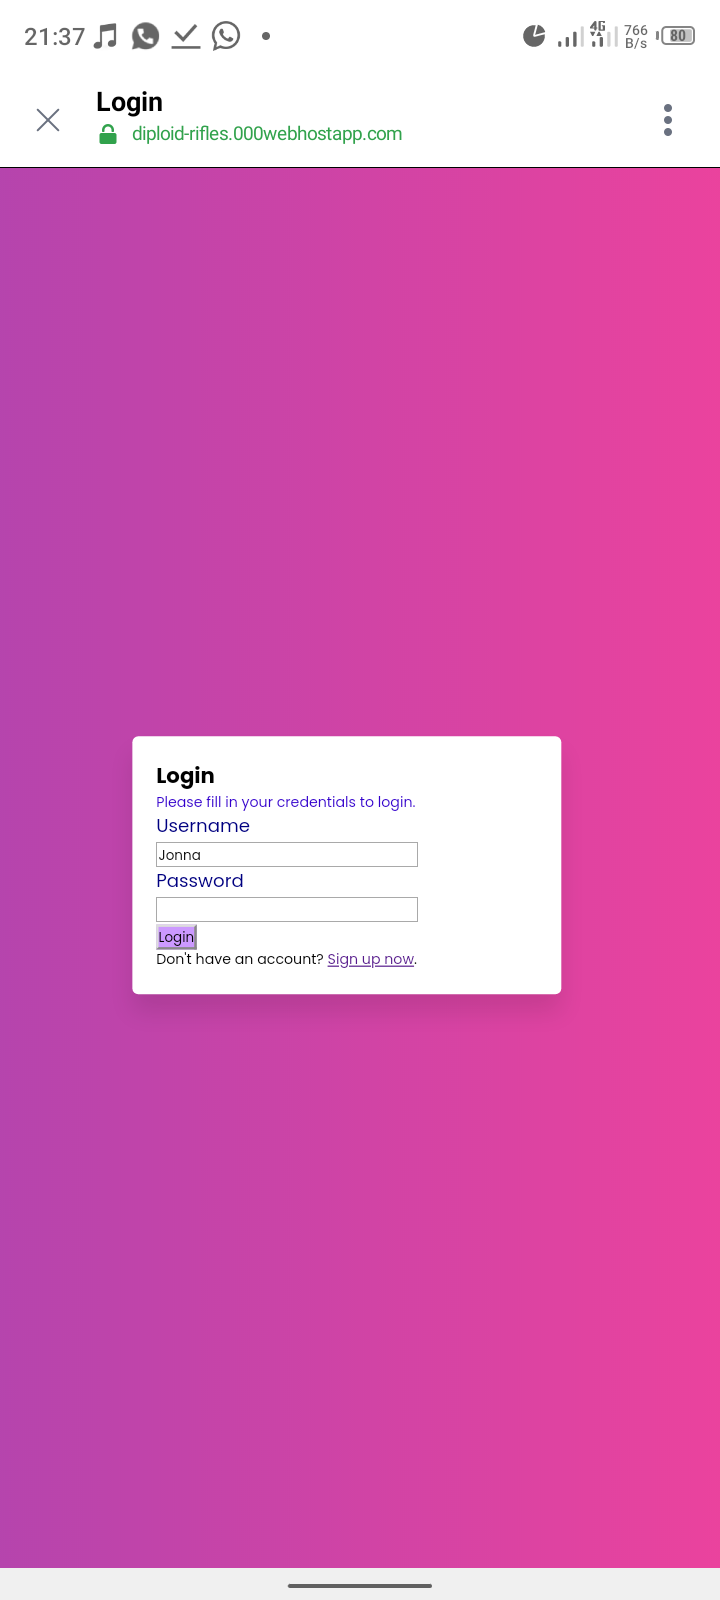 21:37
4G
766
B/s
80
Login
diploid-rifles.000webhostapp.com
Login
Please fill in your credentials to login.
Username
Jonna
Password
Login
Don't have an account? Sign up now.